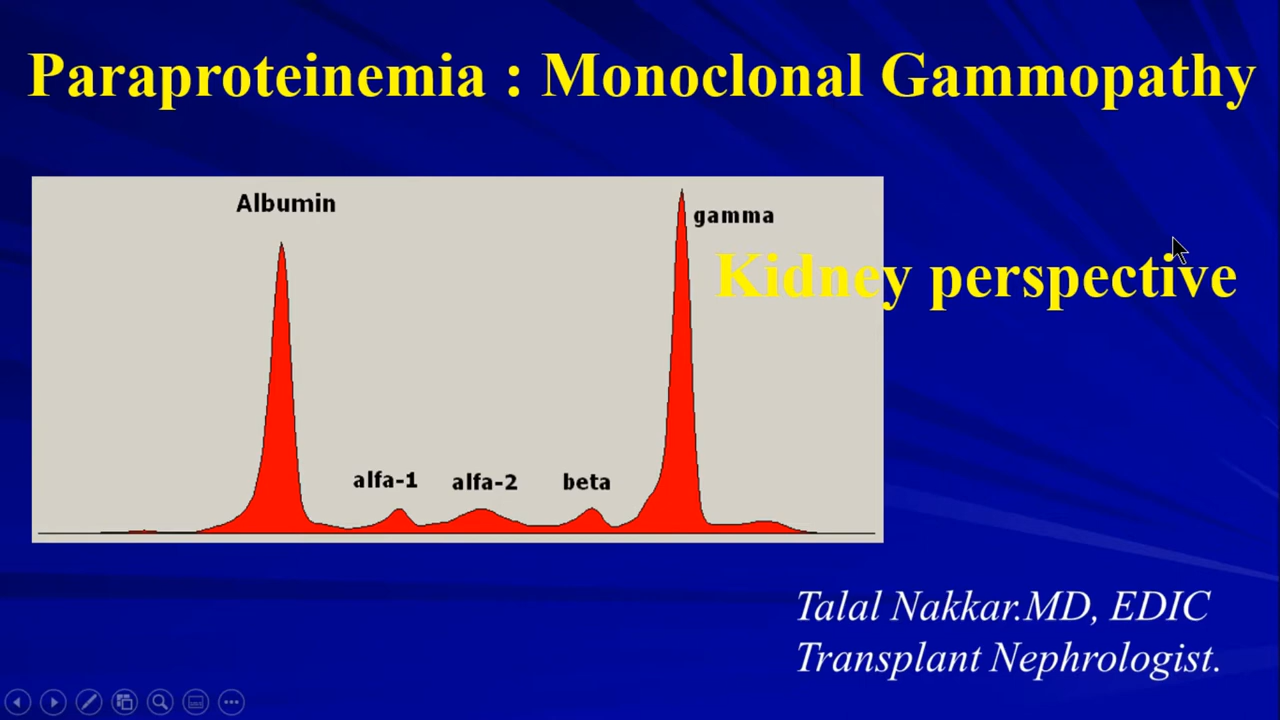 Paraproteinemia : Monoclonal Gammopathy
Albumin
gamma
Kidney perspective
alfa-1 alfa-2 beta
Talal Nakkar.MD, EDIC
Transplant Nephrologist.